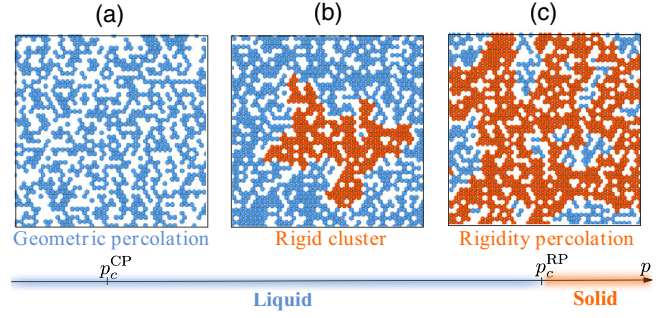 (a) (b) (c)
Geometric percolation Rigid cluster Rigidity percolation
p_c^CP p_c^RP p
Liquid Solid